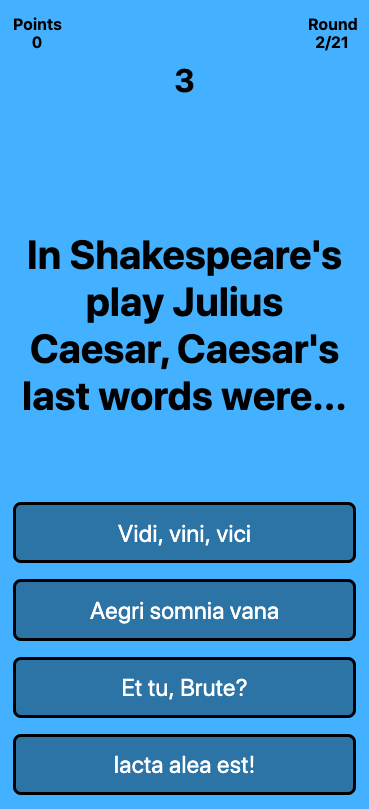 Points
0
Round
2/21
3
In Shakespeare's
play Julius
Caesar, Caesar's
last words were...
Vidi, vini, vici
Aegri somnia vana
Et tu, Brute?
Iacta alea est!